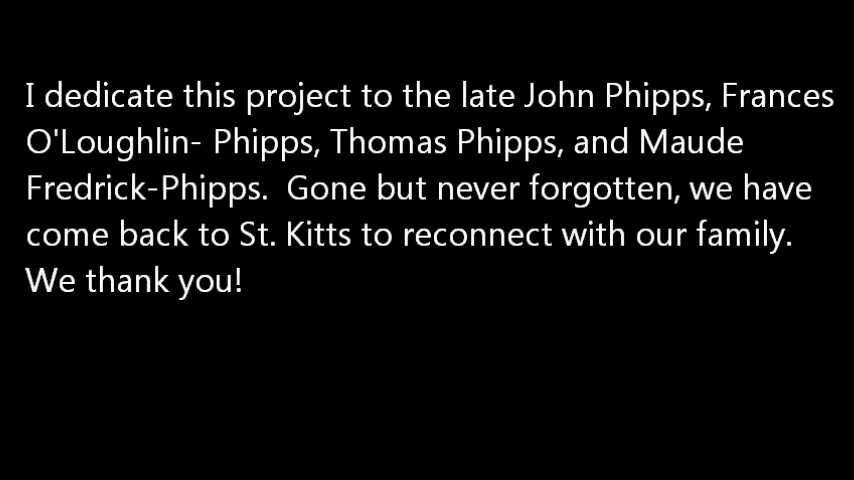 I dedicate this project to the late John Phipps, Frances
O'Loughlin- Phipps, Thomas Phipps, and Maude
Fredrick-Phipps.  Gone but never forgotten, we have
come back to St. Kitts to reconnect with our family.
We thank you!